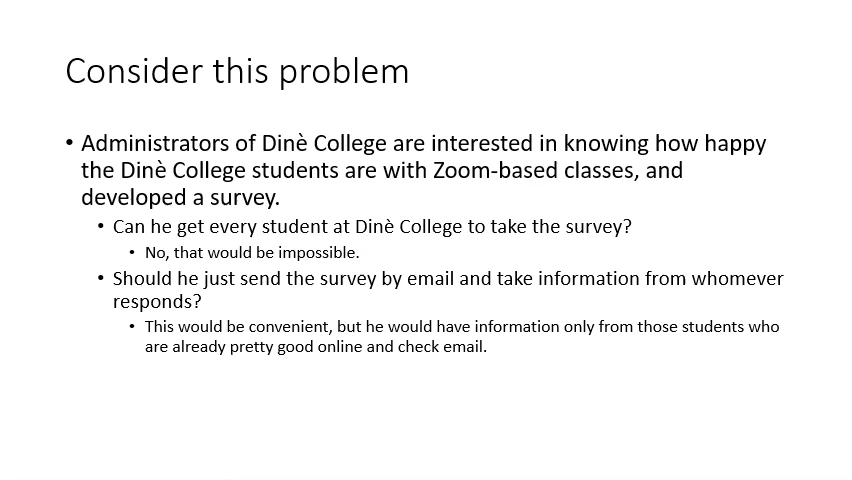 Consider this problem
• Administrators of Dinè College are interested in knowing how happy
the Dinè College students are with Zoom-based classes, and
developed a survey.
• Can he get every student at Dinè College to take the survey?
• No, that would be impossible.
• Should he just send the survey by email and take information from whomever
responds?
• This would be convenient, but he would have information only from those students who
are already pretty good online and check email.